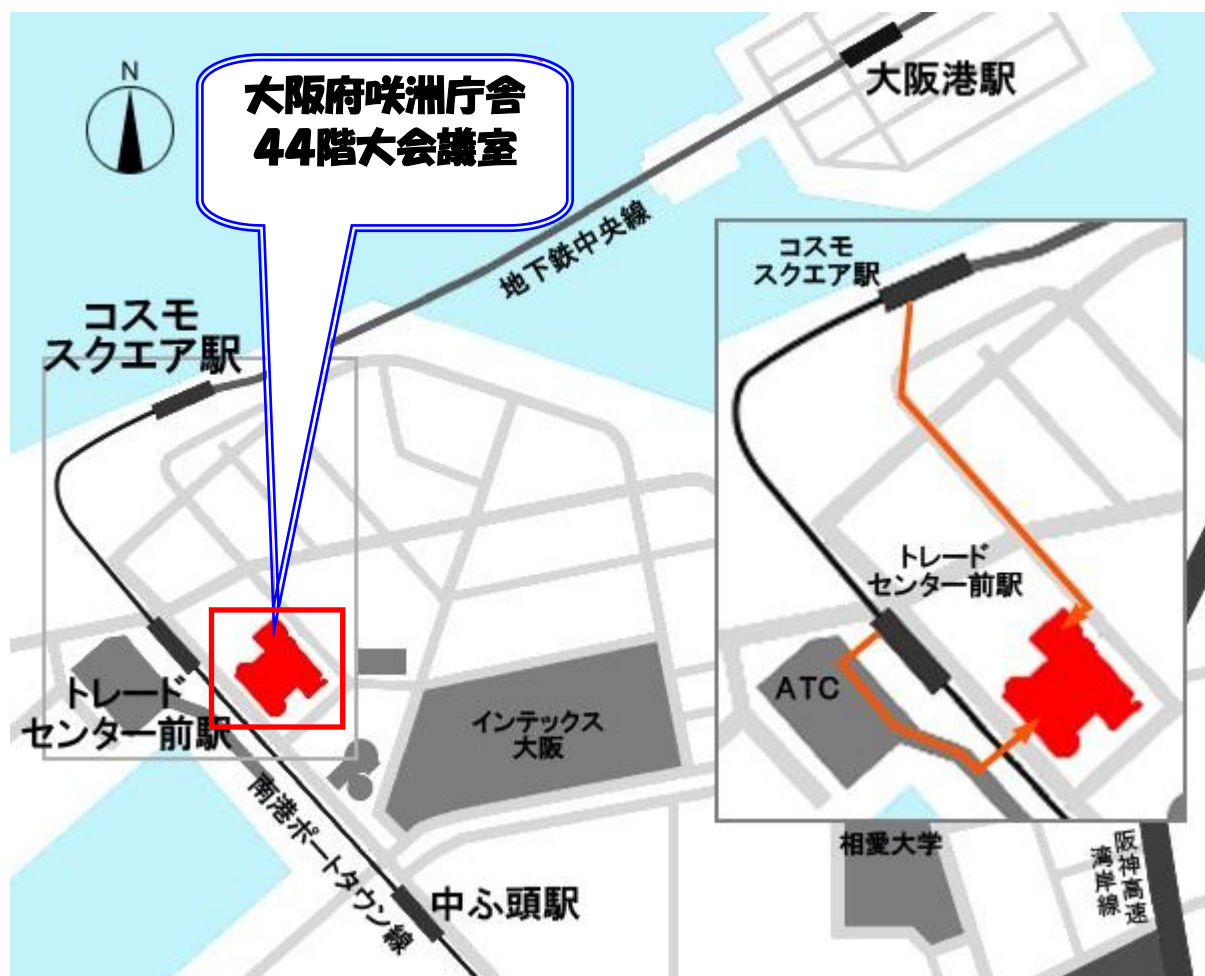 N
大阪府咲洲庁舎
44階大会議室
大阪港駅
地下鉄中央線
コスモ
スクエア駅
コスモ
スクエア駅
トレード
センター前駅
ATC
トレード
センター前駅
インテックス
大阪
南港ポートタウン線
中ふ頭駅
相愛大学
阪神高速
湾岸線